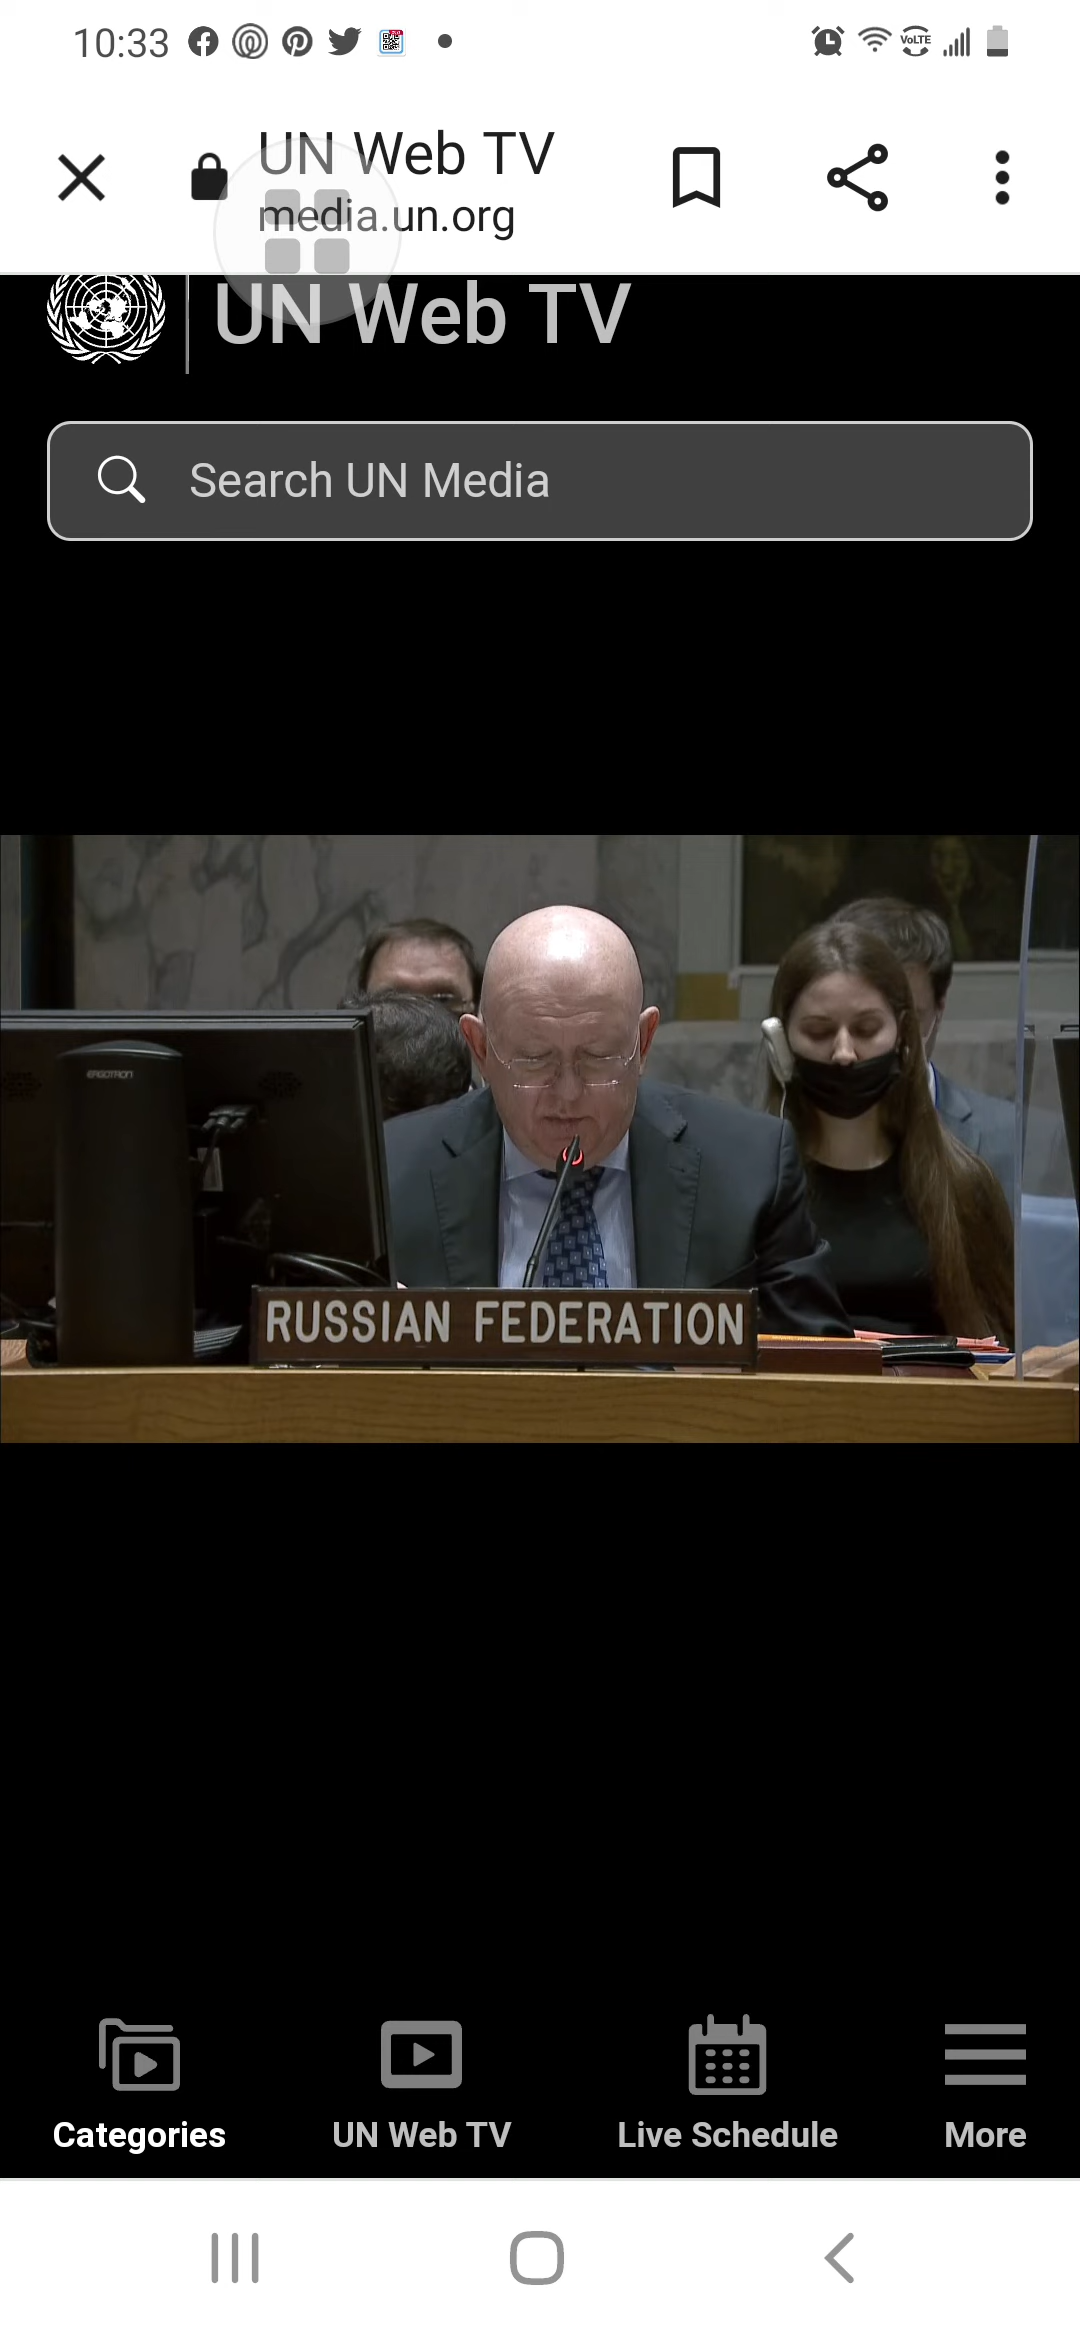 10:33
VoLTE
UN Web TV
media.un.org
UN Web TV
Search UN Media
ERGOTRON
RUSSIAN FEDERATION
Categories
UN Web TV
Live Schedule
More